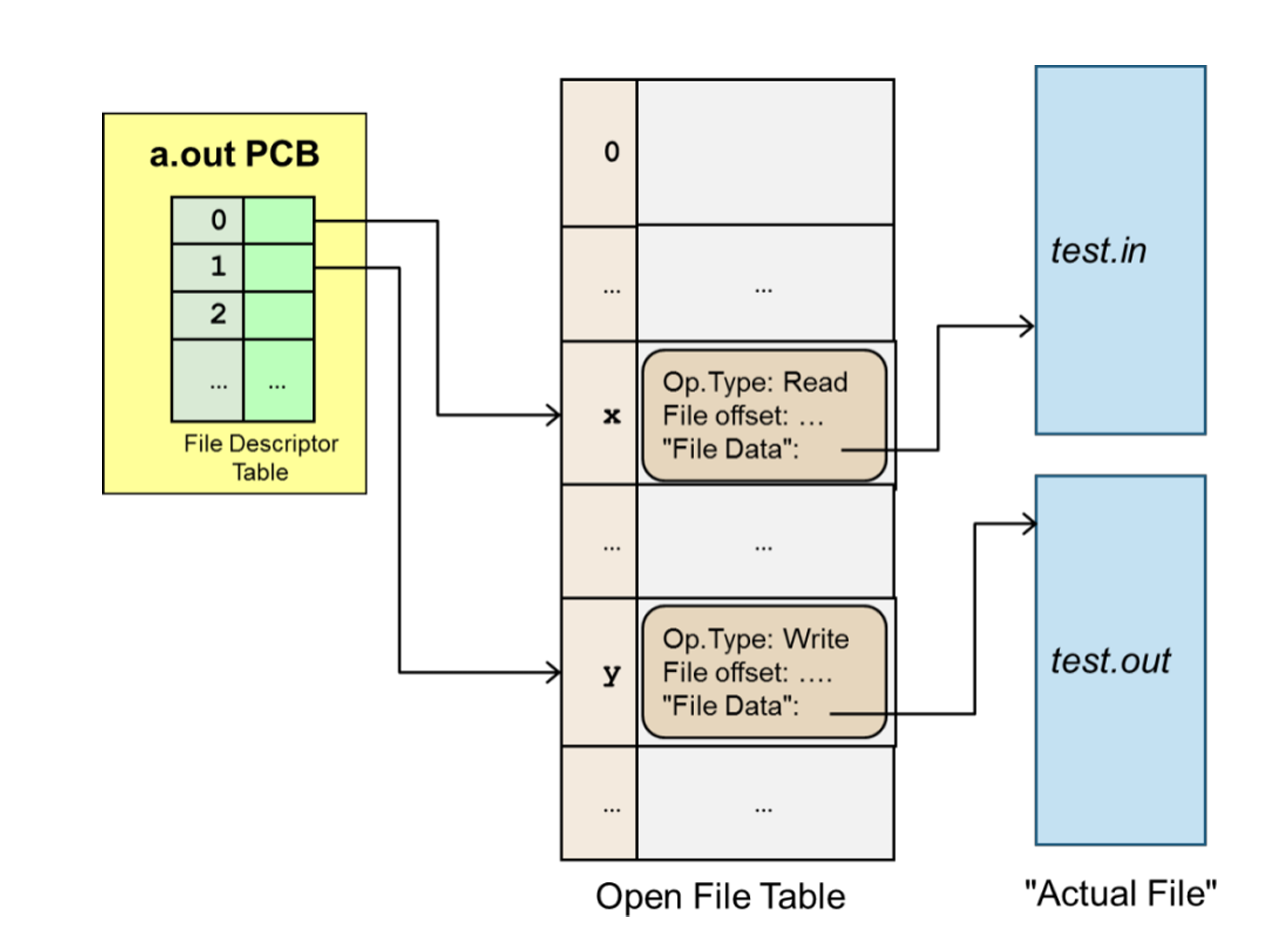 a.out PCB
0
1
2
... ...
File Descriptor
Table
0
... ...
x
Op.Type: Read
File offset: ...
"File Data":
... ...
y
Op.Type: Write
File offset: ....
"File Data":
... ...
Open File Table
test.in
test.out
"Actual File"